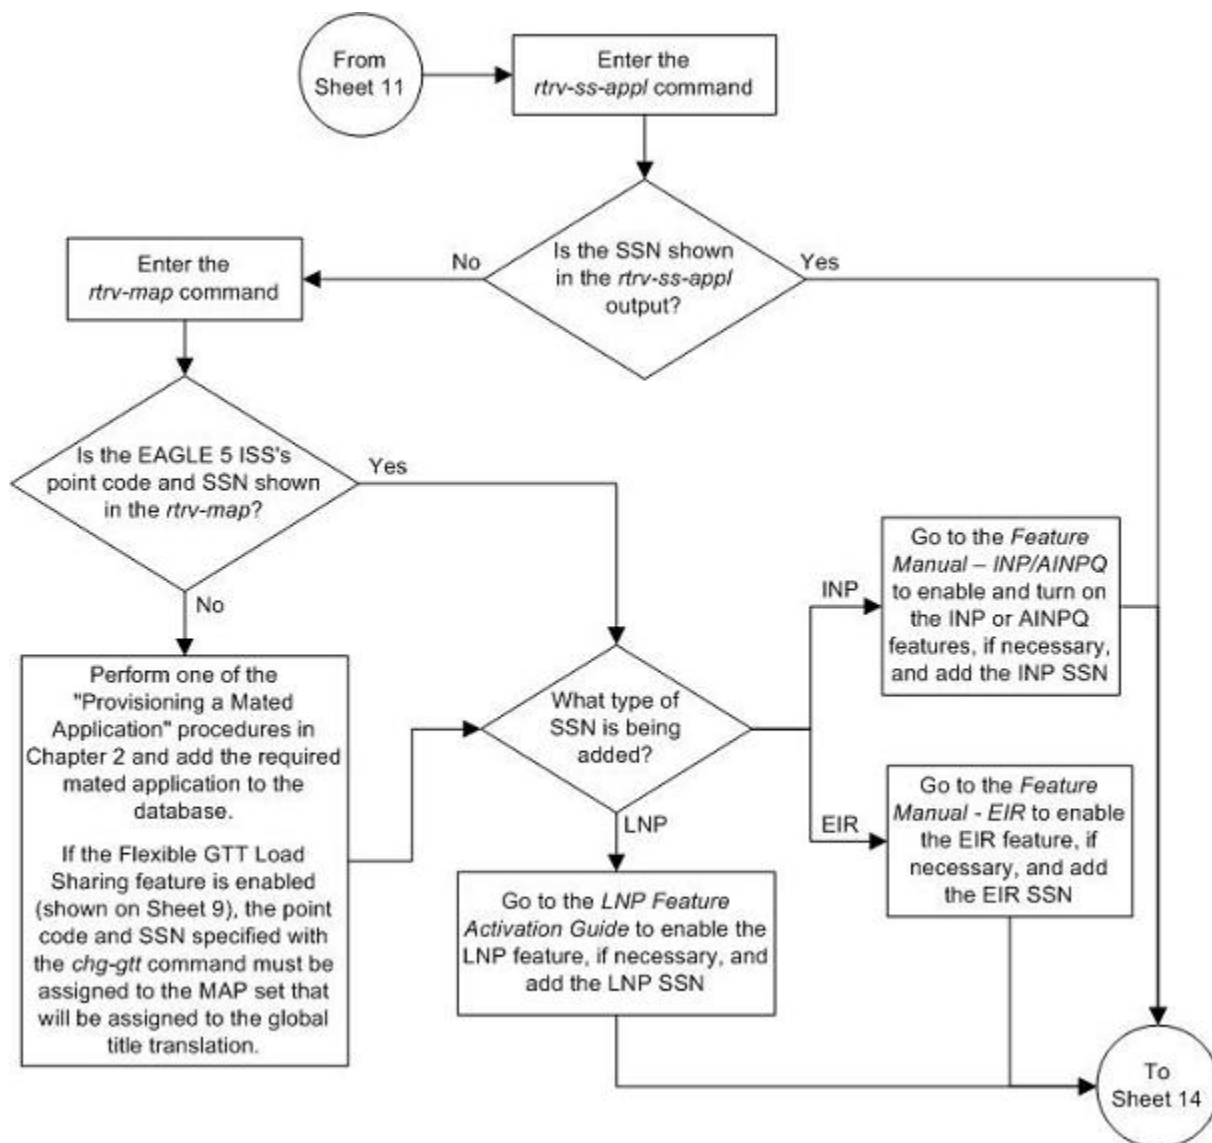 From
Sheet 11
Enter the
rtrv-ss-appl command
Is the SSN shown
in the rtrv-ss-appl
output?
No
Yes
Enter the
rtrv-map command
Is the EAGLE 5 ISS's
point code and SSN shown
in the rtrv-map?
Yes
No
Perform one of the
"Provisioning a Mated
Application" procedures in
Chapter 2 and add the required
mated application to the
database.
If the Flexible GTT Load
Sharing feature is enabled
(shown on Sheet 9), the point
code and SSN specified with
the chg-gtt command must be
assigned to the MAP set that
will be assigned to the global
title translation.
What type of
SSN is being
added?
INP
Go to the Feature
Manual – INP/AINPQ
to enable and turn on
the INP or AINPQ
features, if necessary,
and add the INP SSN
EIR
Go to the Feature
Manual - EIR to enable
the EIR feature, if
necessary, and add
the EIR SSN
LNP
Go to the LNP Feature
Activation Guide to enable the
LNP feature, if necessary, and
add the LNP SSN
To
Sheet 14